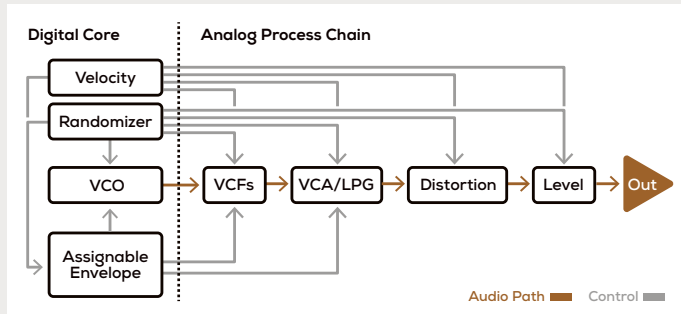 Digital Core
Analog Process Chain
Velocity
Randomizer
VCO
VCFs
VCA/LPG
Distortion
Level
Out
Assignable
Envelope
Audio Path
Control